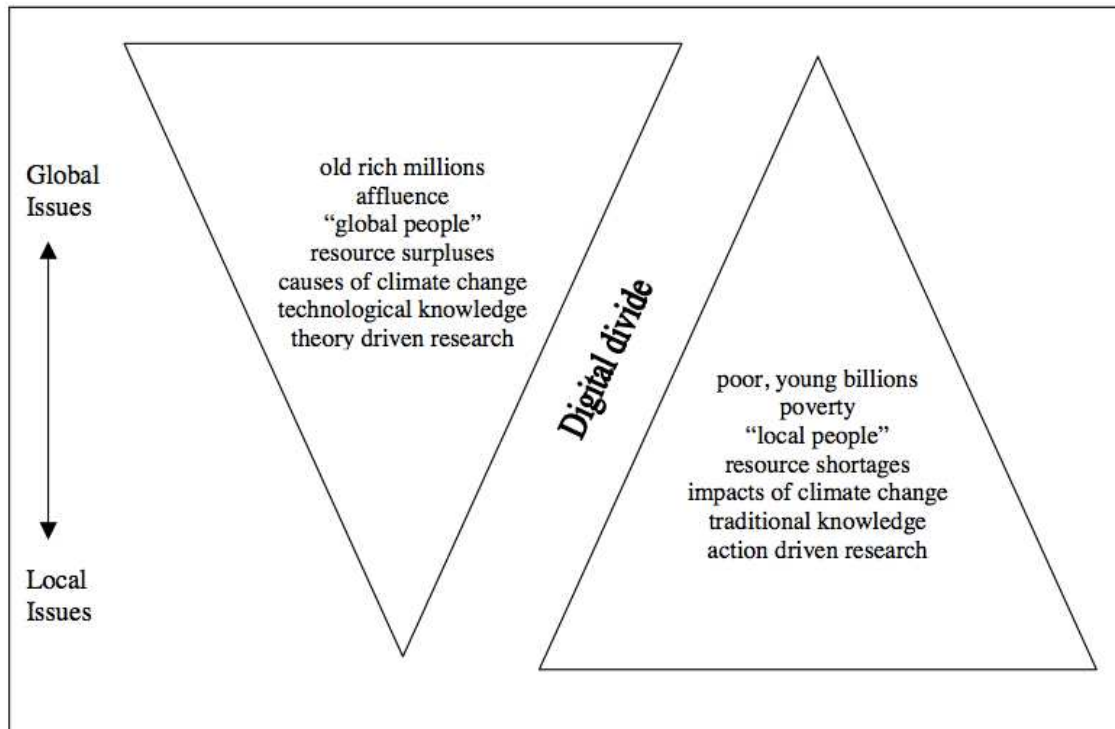 Global
Issues
Local
Issues
old rich millions
affluence
“global people”
resource surpluses
causes of climate change
technological knowledge
theory driven research
Digital divide
poor, young billions
poverty
“local people”
resource shortages
impacts of climate change
traditional knowledge
action driven research